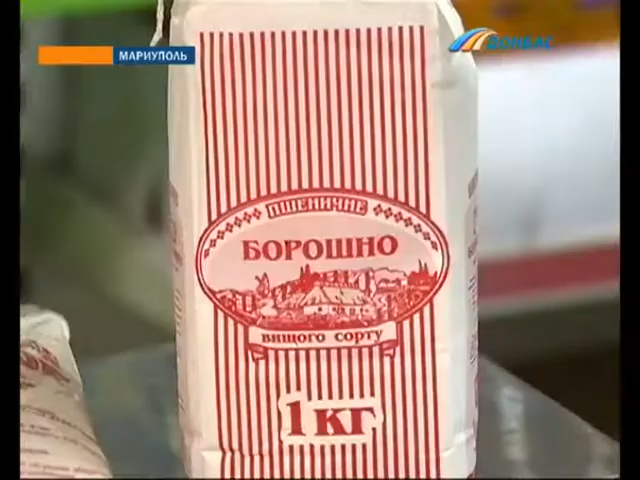 МАРИУПОЛЬ
ДОНБАС
ПШЕНИЧНЕ
БОРОШНО
вищого сорту
1 кг